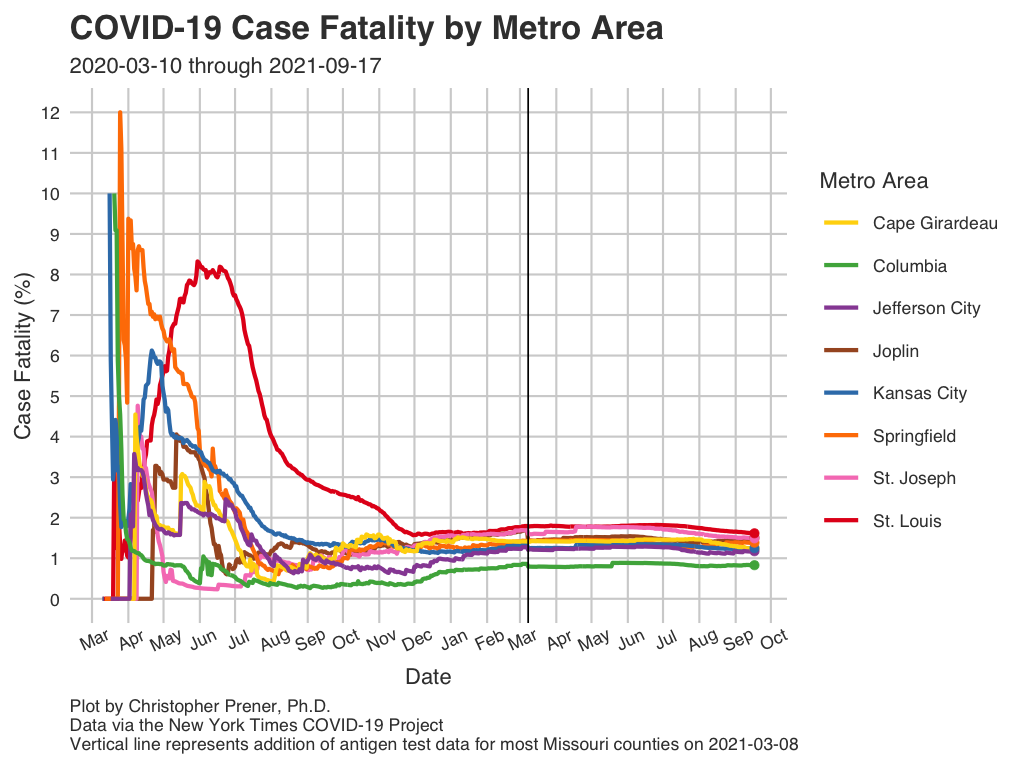 COVID-19 Case Fatality by Metro Area
2020-03-10 through 2021-09-17
Case Fatality (%)
12
10
9
8
7
6
5
4
3
2
1
0
Mar Apr May Jun Jul Aug Sep Oct Nov Dec Jan Feb Mar Apr May Jun Jul Aug Sep Oct
Date
Metro Area
Cape Girardeau
Columbia
Jefferson City
Joplin
Kansas City
Springfield
St. Joseph
St. Louis
Plot by Christopher Prener, Ph.D.
Data via the New York Times COVID-19 Project
Vertical line represents addition of antigen test data for most Missouri counties on 2021-03-08